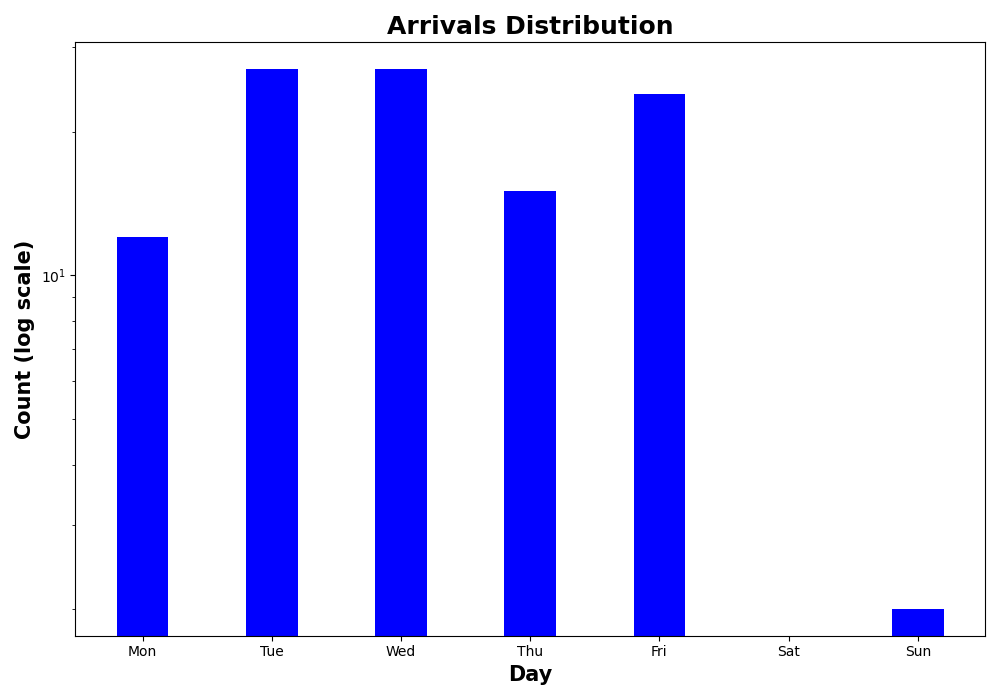 Arrivals Distribution
Count (log scale)
10¹
Mon Tue Wed Thu Fri Sat Sun
Day